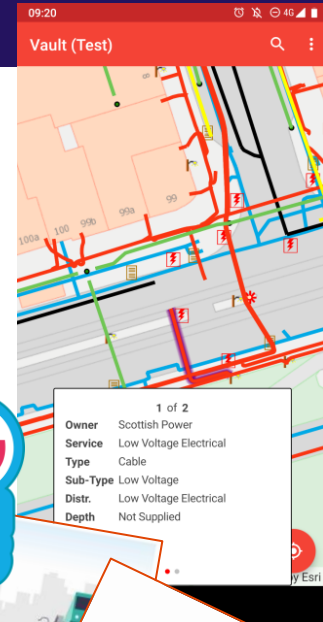 09:20 4G
Vault (Test)
100a 100 99b 99a 99
1 of 2
Owner Scottish Power
Service Low Voltage Electrical
Type Cable
Sub-Type Low Voltage
Distr. Low Voltage Electrical
Depth Not Supplied
by Esri